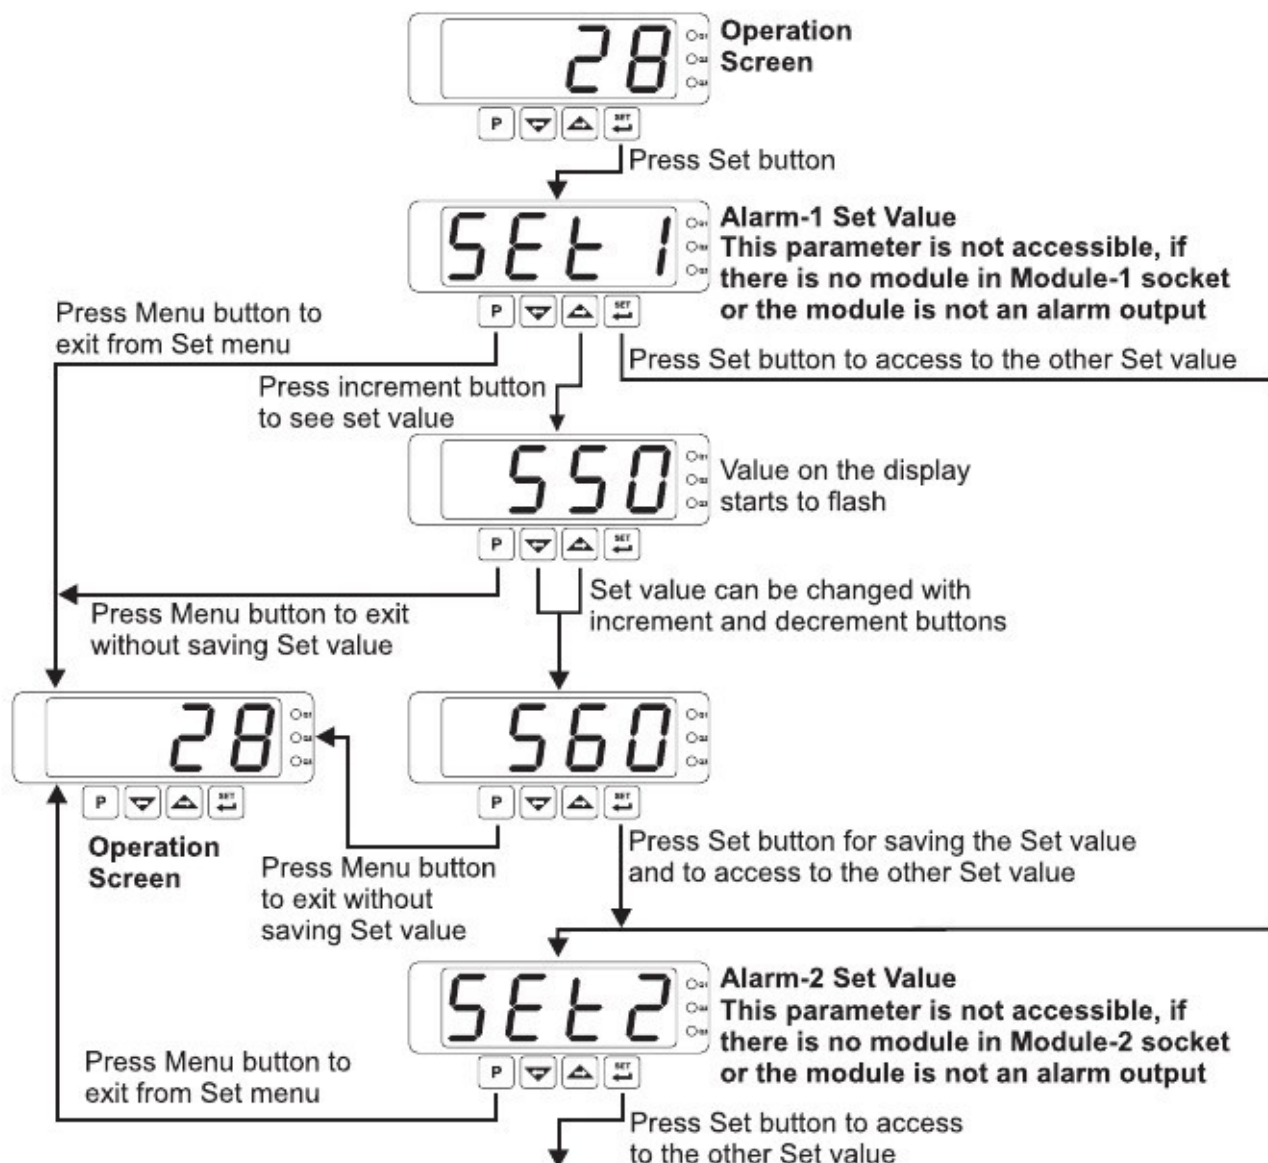 28
Operation
Screen
P
SET
Press Set button
SEt 1
Alarm-1 Set Value
This parameter is not accessible, if
there is no module in Module-1 socket
or the module is not an alarm output
P
SET
Press Menu button to
exit from Set menu
Press Set button to access to the other Set value
Press increment button
to see set value
550
Value on the display
starts to flash
P
SET
Press Menu button to exit
without saving Set value
Set value can be changed with
increment and decrement buttons
28
P
SET
Operation
Screen
560
P
SET
Press Menu button
to exit without
saving Set value
Press Set button for saving the Set value
and to access to the other Set value
SEt2
Alarm-2 Set Value
This parameter is not accessible, if
there is no module in Module-2 socket
or the module is not an alarm output
P
SET
Press Menu button to
exit from Set menu
Press Set button to access
to the other Set value